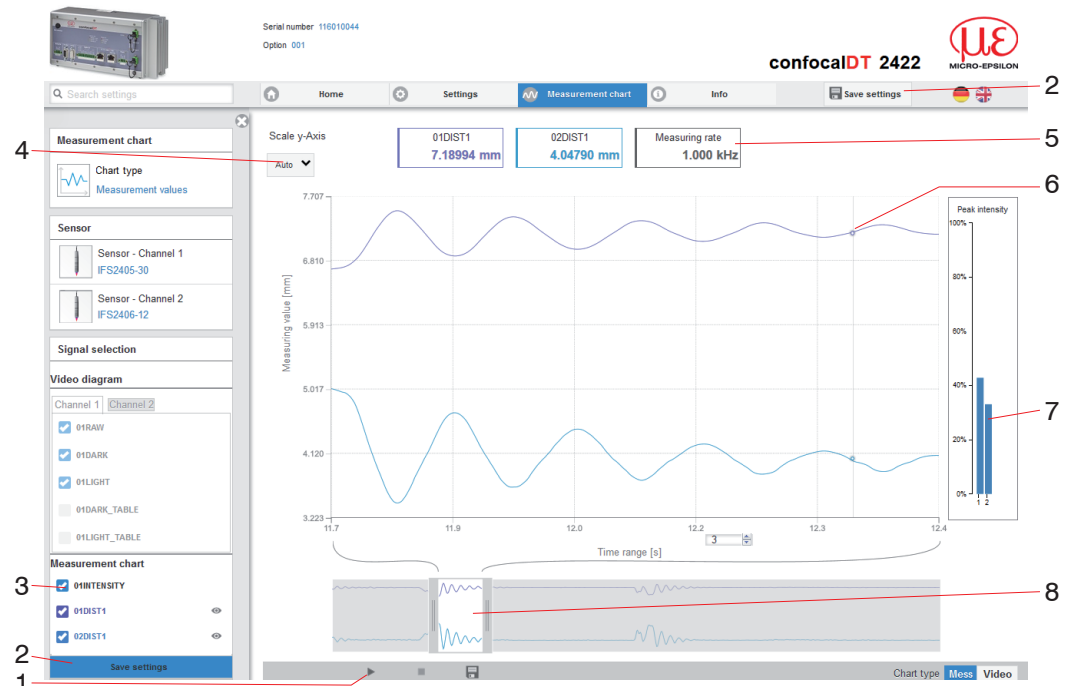 Serial number 116010044
Option 001
confocalDT
confocalDT 2422
με
MICRO-EPSILON
Search settings
Home
Settings
Measurement chart
Info
Save settings
2
Measurement chart
Chart type
Measurement values
Sensor
Sensor - Channel 1
IFS2405-30
Sensor - Channel 2
IFS2406-12
Signal selection
Video diagram
Channel 1
Channel 2
01RAW
01DARK
01LIGHT
01DARK_TABLE
01LIGHT_TABLE
Measurement chart
3
01INTENSITY
01DIST1
02DIST1
2
Save settings
1
4
Scale y-Axis
Auto
01DIST1
7.18994 mm
02DIST1
4.04790 mm
Measuring rate
1.000 kHz
5
6
Measuring value [mm]
7.707
6.810
5.913
5.017
4.120
3.223
11.7
11.9
12.0
12.2
12.3
12.4
3
Time range [s]
Peak intensity
100%
80%
60%
40%
20%
0%
1 2
7
8
Chart type
Mess
Video